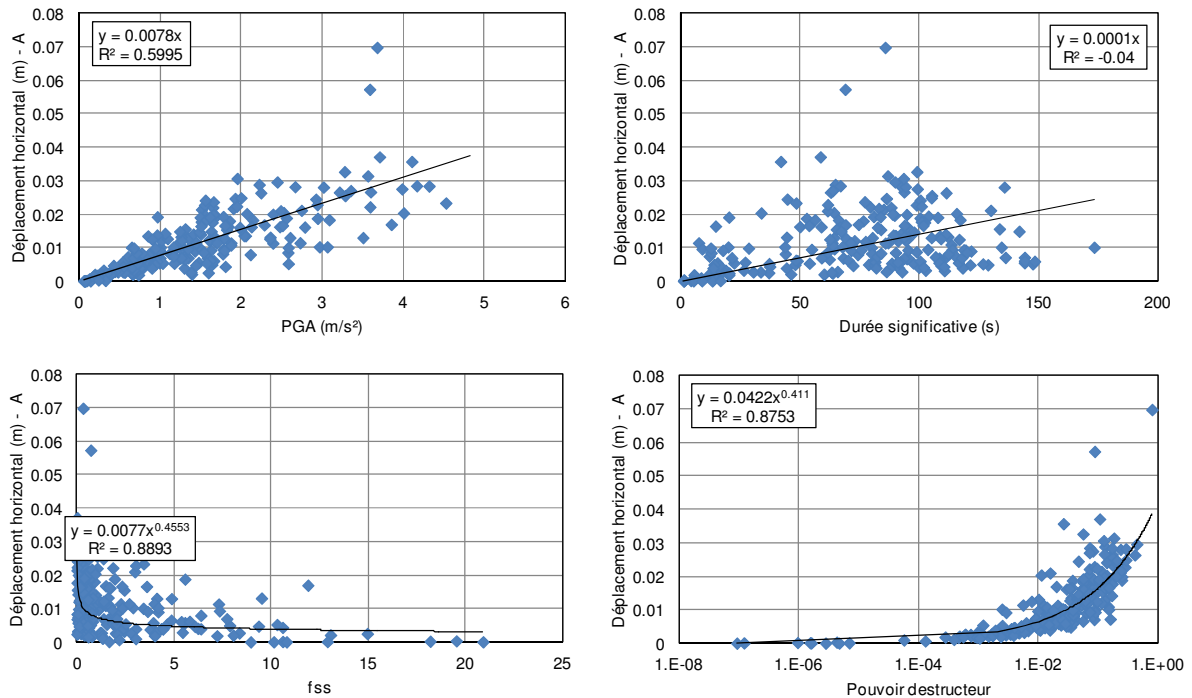 0.08
0.07
0.06
0.05
0.04
0.03
0.02
0.01
0
Déplacement horizontal (m) - A
y = 0.0078x
R² = 0.5995
0 1 2 3 4 5 6
PGA (m/s²)
0.08
0.07
0.06
0.05
0.04
0.03
0.02
0.01
0
Déplacement horizontal (m) - A
y = 0.0001x
R² = -0.04
0 50 100 150 200
Durée significative (s)
0.08
0.07
0.06
0.05
0.04
0.03
0.02
0.01
0
Déplacement horizontal (m) - A
y = 0.0077x^0.4553
R² = 0.8893
0 5 10 15 20 25
fss
0.08
0.07
0.06
0.05
0.04
0.03
0.02
0.01
0
Déplacement horizontal (m) - A
y = 0.0422x^0.411
R² = 0.8753
1.E-08 1.E-06 1.E-04 1.E-02 1.E+00
Pouvoir destructeur